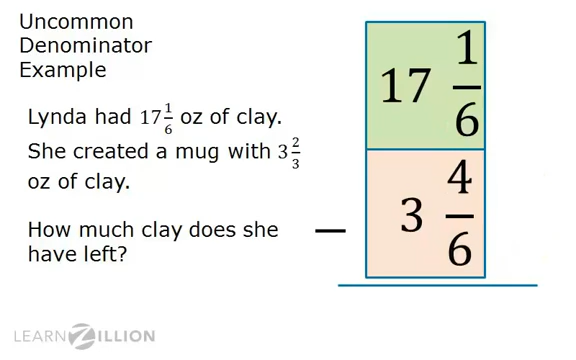 Uncommon
Denominator
Example
Lynda had 17 1/6 oz of clay.
She created a mug with 3 2/3
oz of clay.
How much clay does she
have left?
17 1/6
− 3 4/6
LEARNZILLION